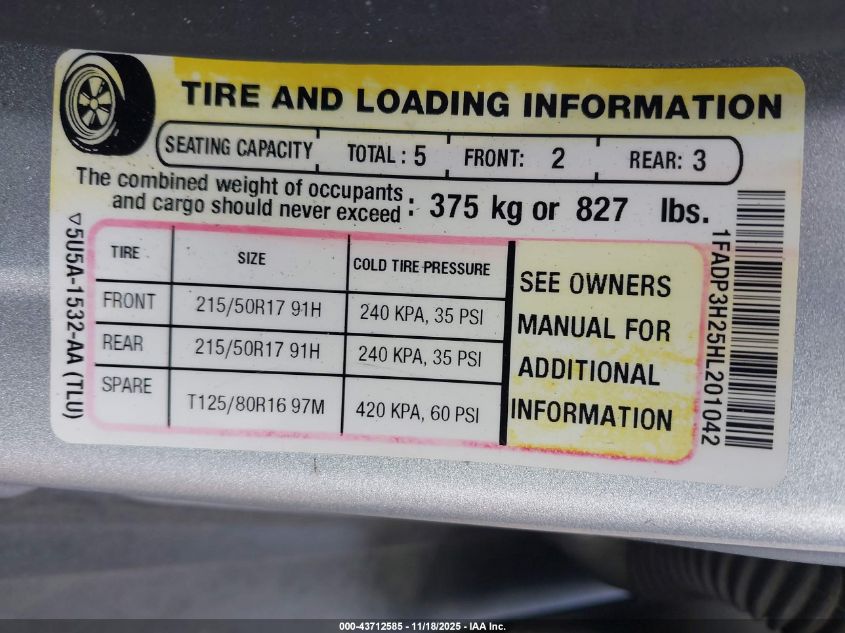 TIRE AND LOADING INFORMATION
SEATING CAPACITY TOTAL : 5 FRONT: 2 REAR: 3
The combined weight of occupants
and cargo should never exceed : 375 kg or 827 lbs.
TIRE SIZE COLD TIRE PRESSURE
FRONT 215/50R17 91H 240 KPA, 35 PSI
REAR 215/50R17 91H 240 KPA, 35 PSI
SPARE T125/80R16 97M 420 KPA, 60 PSI
SEE OWNERS
MANUAL FOR
ADDITIONAL
INFORMATION
▽5U5A-1532-AA (TLU)
1FADP3H25HL201042
000-43712585 - 11/18/2025 - IAA Inc.